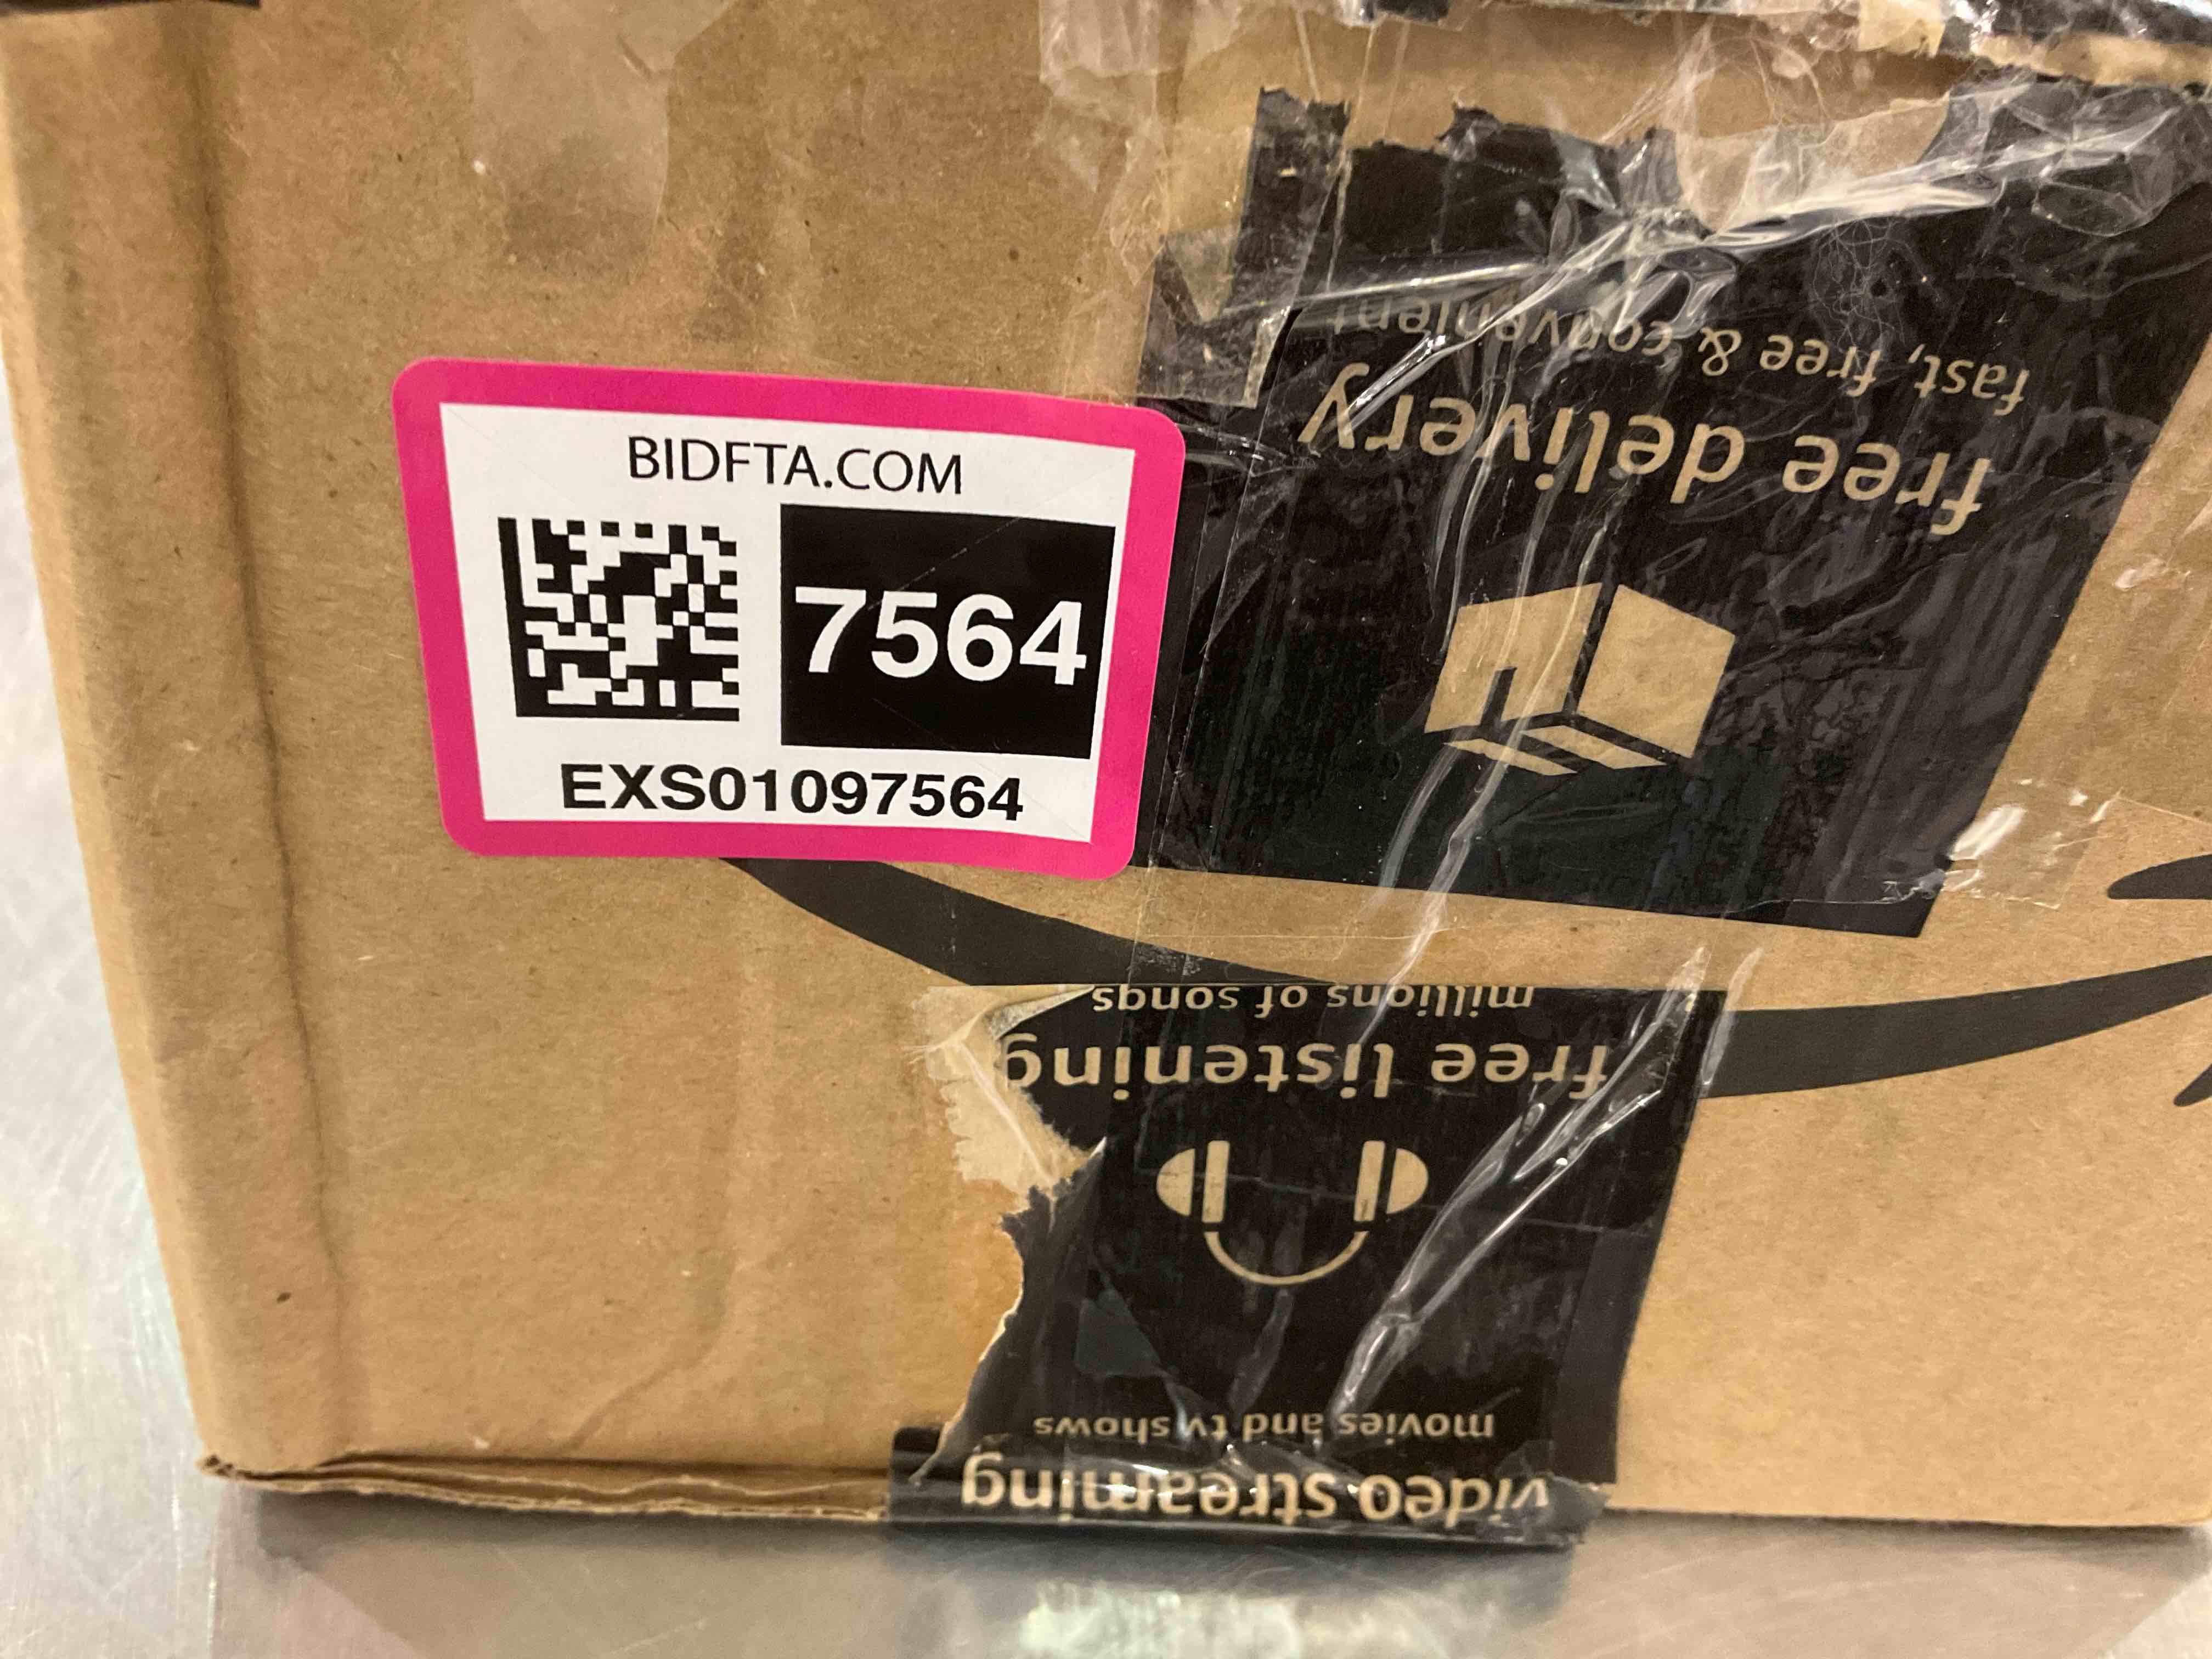 BIDFTA.COM
7564
EXS01097564
fast, free & convenient
free delivery
millions of songs
free listening
movies and tv shows
video streaming